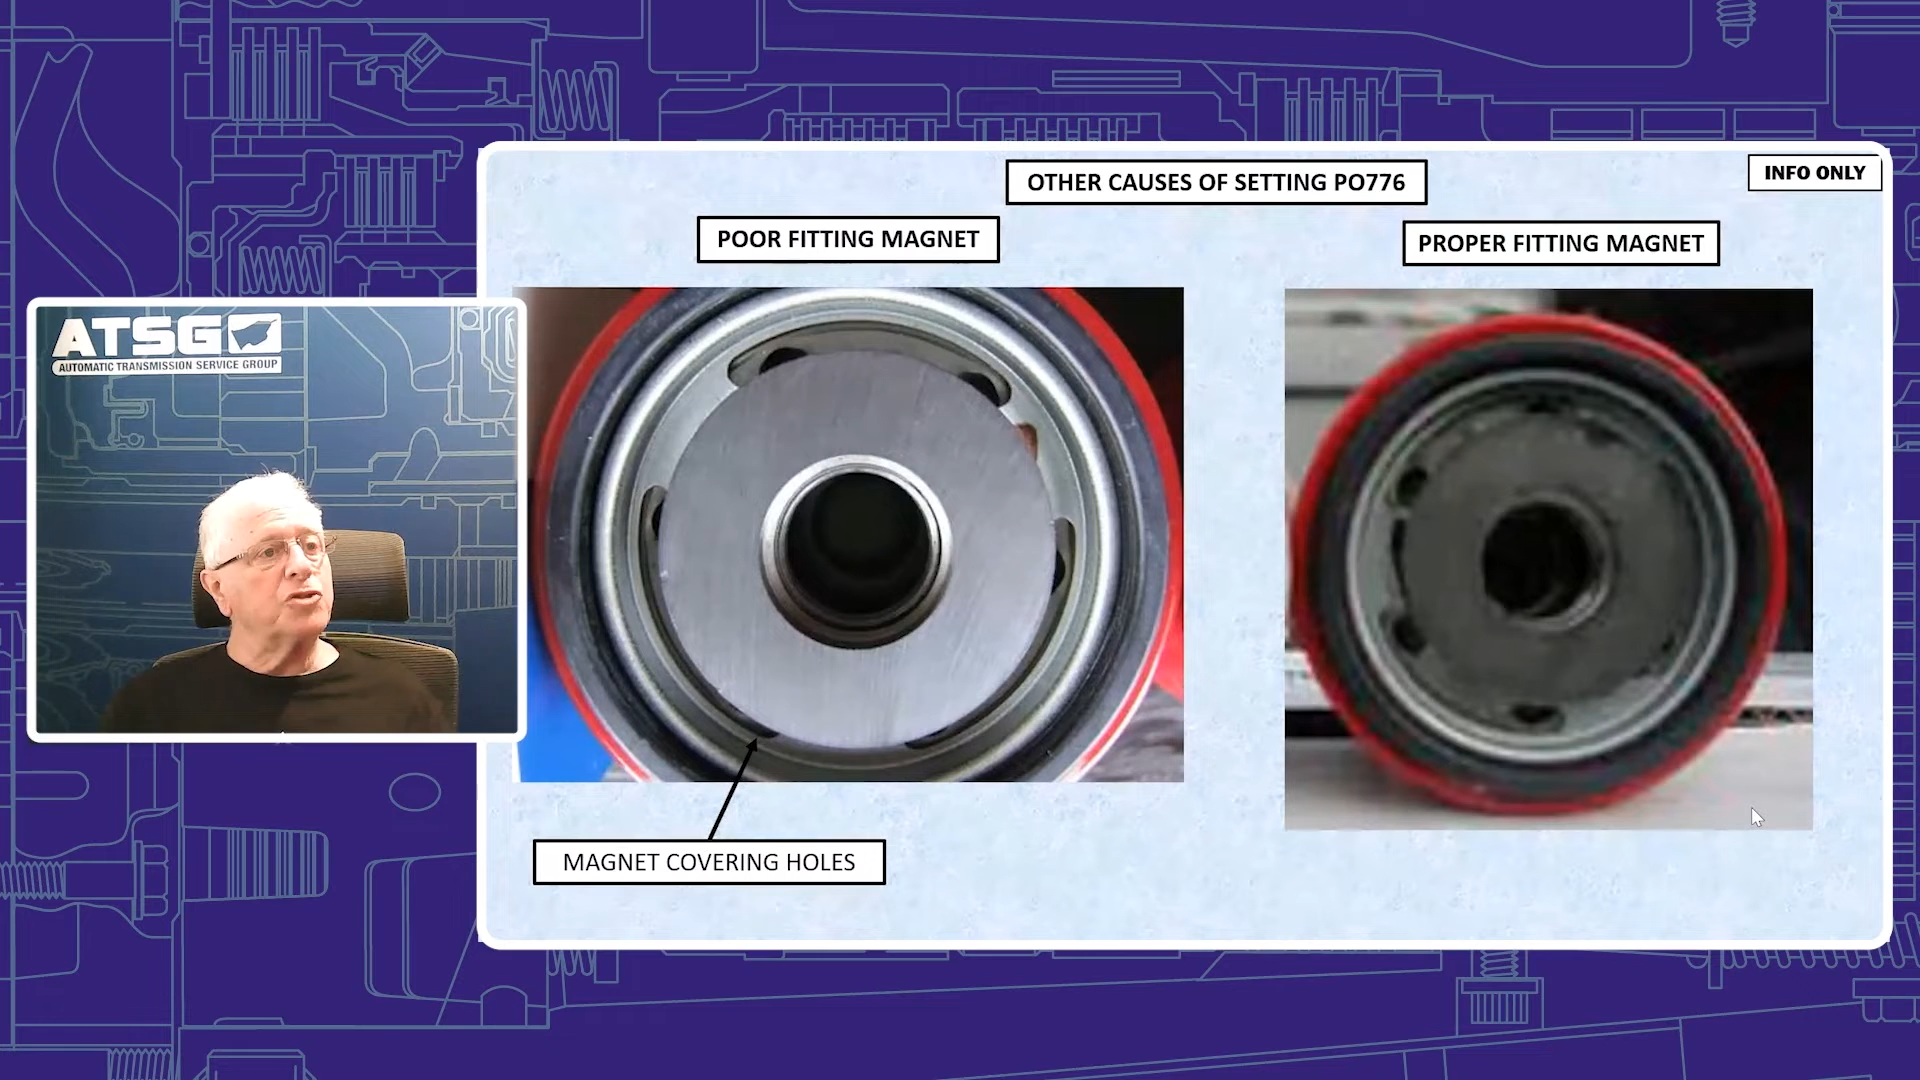 OTHER CAUSES OF SETTING PO776
INFO ONLY
POOR FITTING MAGNET
PROPER FITTING MAGNET
ATSG
AUTOMATIC TRANSMISSION SERVICE GROUP
MAGNET COVERING HOLES